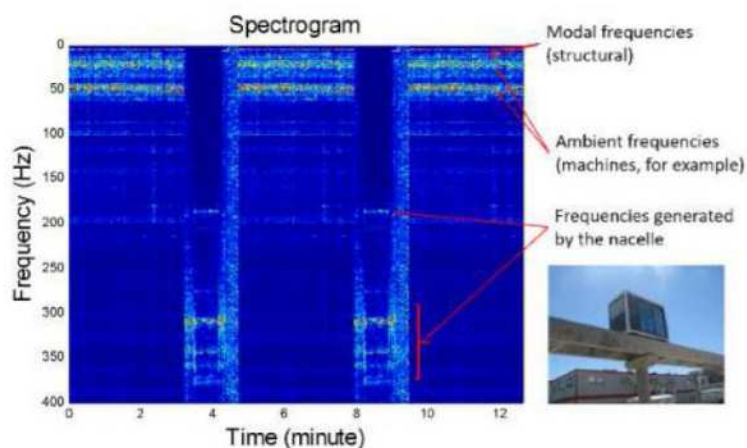 Spectrogram
Frequency (Hz)
0
50
100
150
200
250
300
350
400
0
2
4
6
8
10
12
Time (minute)
Modal frequencies
(structural)
Ambient frequencies
(machines, for example)
Frequencies generated
by the nacelle